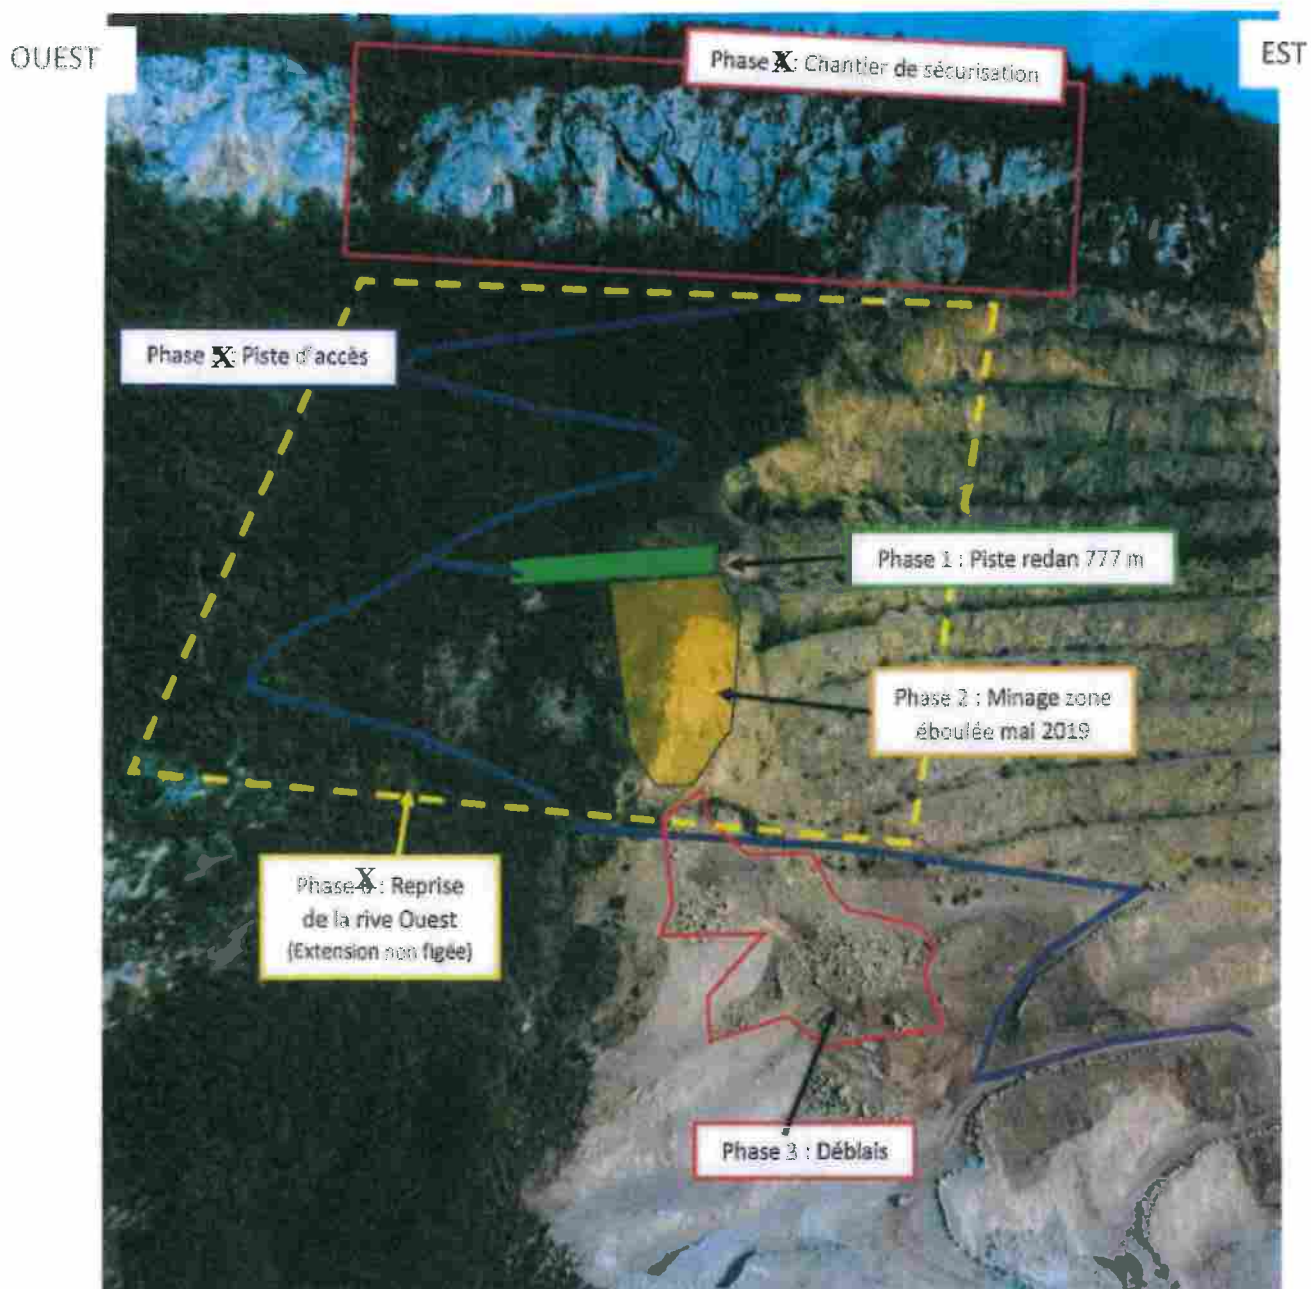 OUEST
EST
Phase X : Chantier de sécurisation
Phase X : Piste d'accès
Phase 1 : Piste redan 777 m
Phase 2 : Minage zone
éboulée mai 2019
Phase X : Reprise
de la rive Ouest
(Extension non figée)
Phase 3 : Déblais